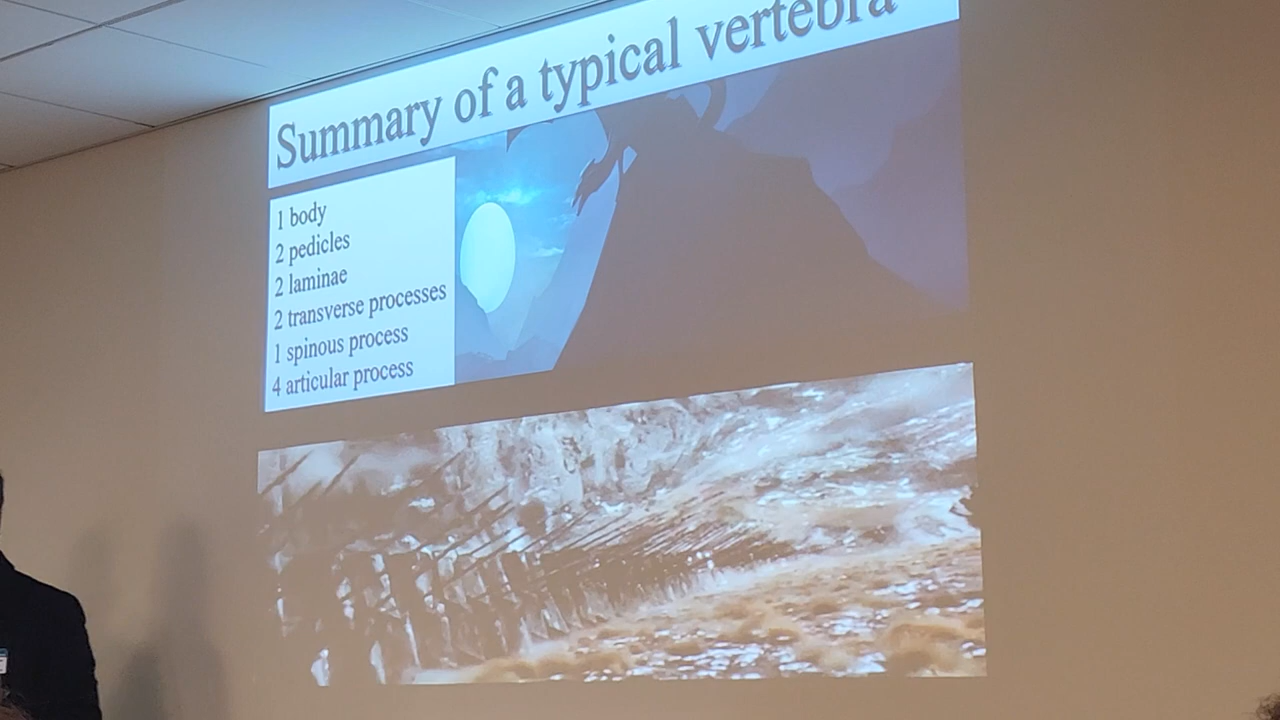 Summary of a typical vertebra
1 body
2 pedicles
2 laminae
2 transverse processes
1 spinous process
4 articular process